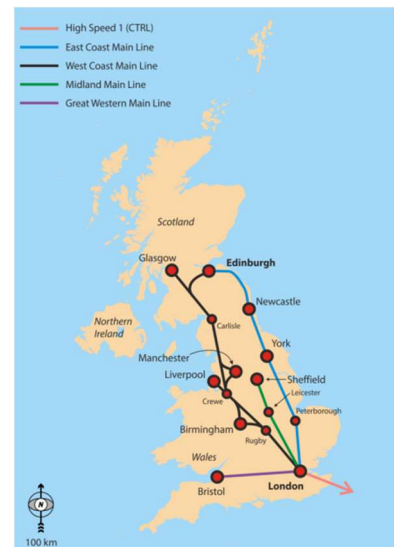 High Speed 1 (CTRL)
East Coast Main Line
West Coast Main Line
Midland Main Line
Great Western Main Line
Scotland
Glasgow
Edinburgh
Newcastle
Northern
Ireland
Carlisle
York
Manchester
Liverpool
Sheffield
Leicester
Crewe
Peterborough
Birmingham
Rugby
Wales
Bristol
London
N
100 km